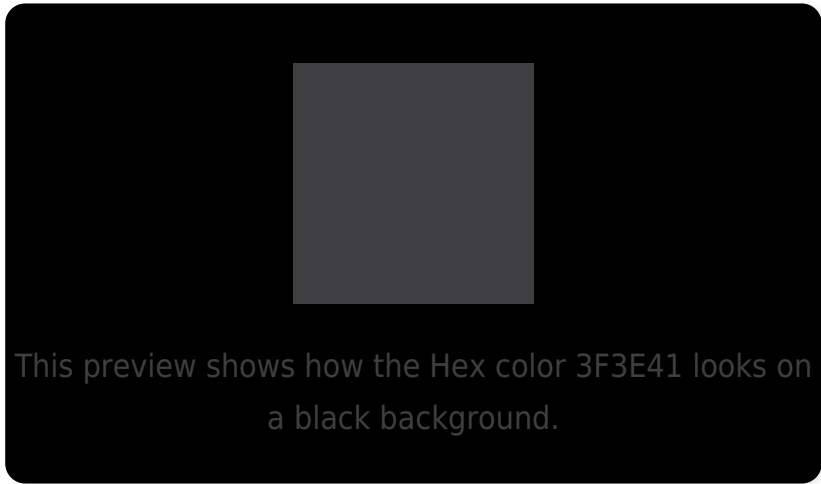 This preview shows how the Hex color 3F3E41 looks on
a black background.